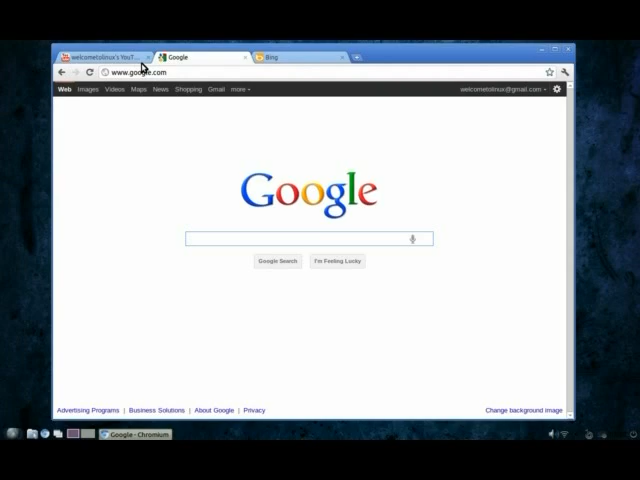 welcometolinux's YouT... Google Bing
www.google.com
Web Images Videos Maps News Shopping Gmail more welcometolinux@gmail.com
Google
Google Search I'm Feeling Lucky
Advertising Programs | Business Solutions | About Google | Privacy Change background image
Google - Chromium